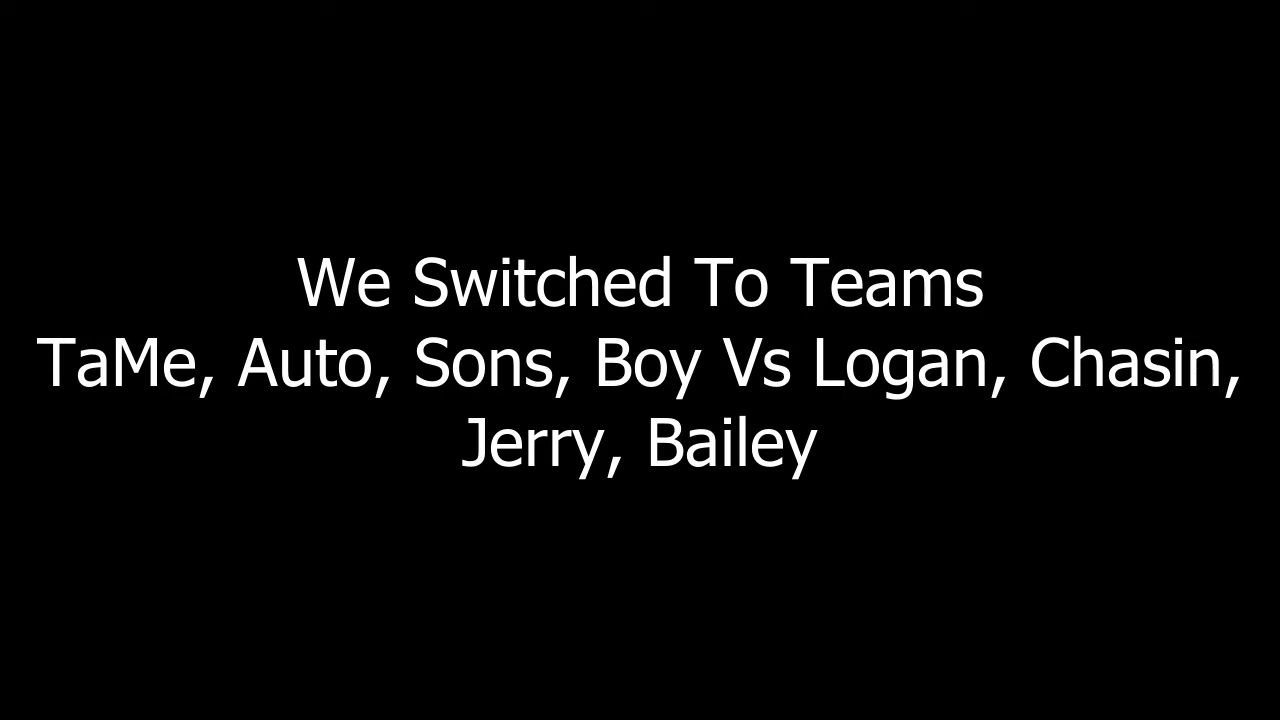 We Switched To Teams
TaMe, Auto, Sons, Boy Vs Logan, Chasin,
Jerry, Bailey